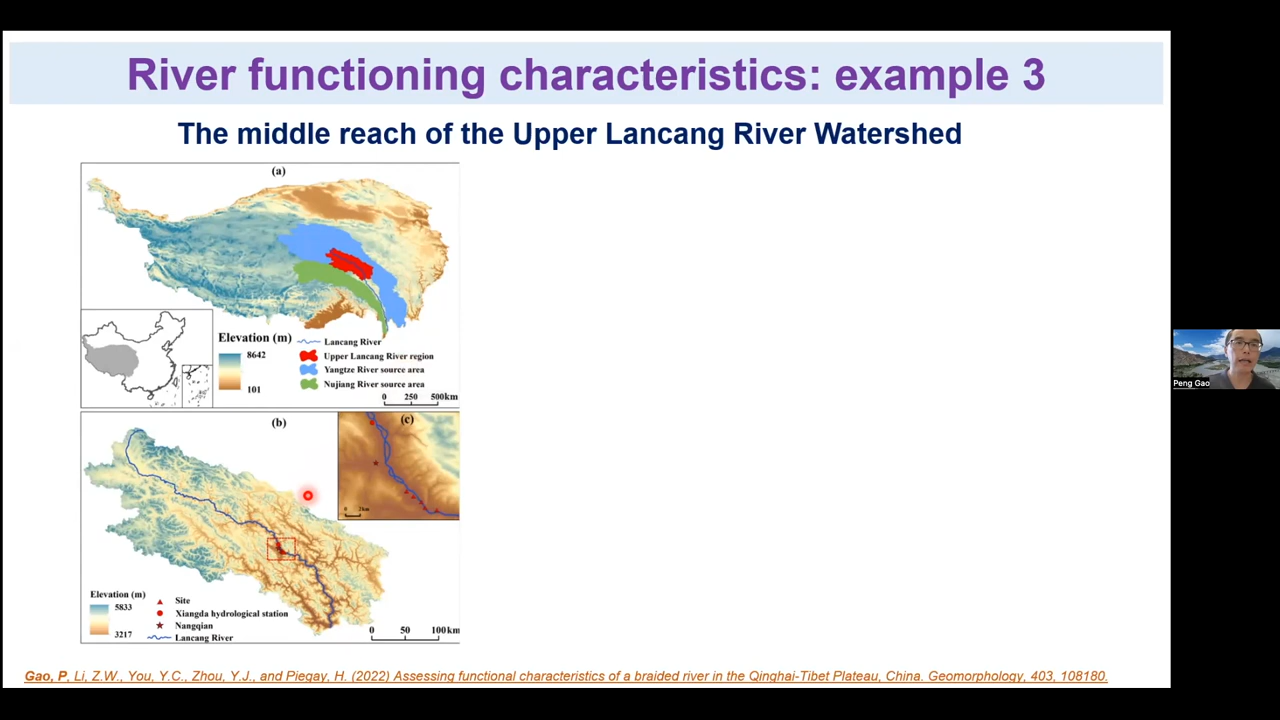 River functioning characteristics: example 3
The middle reach of the Upper Lancang River Watershed
(a)
Elevation (m)
8642
101
Lancang River
Upper Lancang River region
Yangtze River source area
Nujiang River source area
0 250 500km
(b)
(c)
0 2km
Elevation (m)
5833
3217
Site
Xiangda hydrological station
Nangqian
Lancang River
0 50 100 km
Peng Gao
Gao, P, Li, Z.W., You, Y.C., Zhou, Y.J., and Piegay, H. (2022) Assessing functional characteristics of a braided river in the Qinghai-Tibet Plateau, China. Geomorphology, 403, 108180.